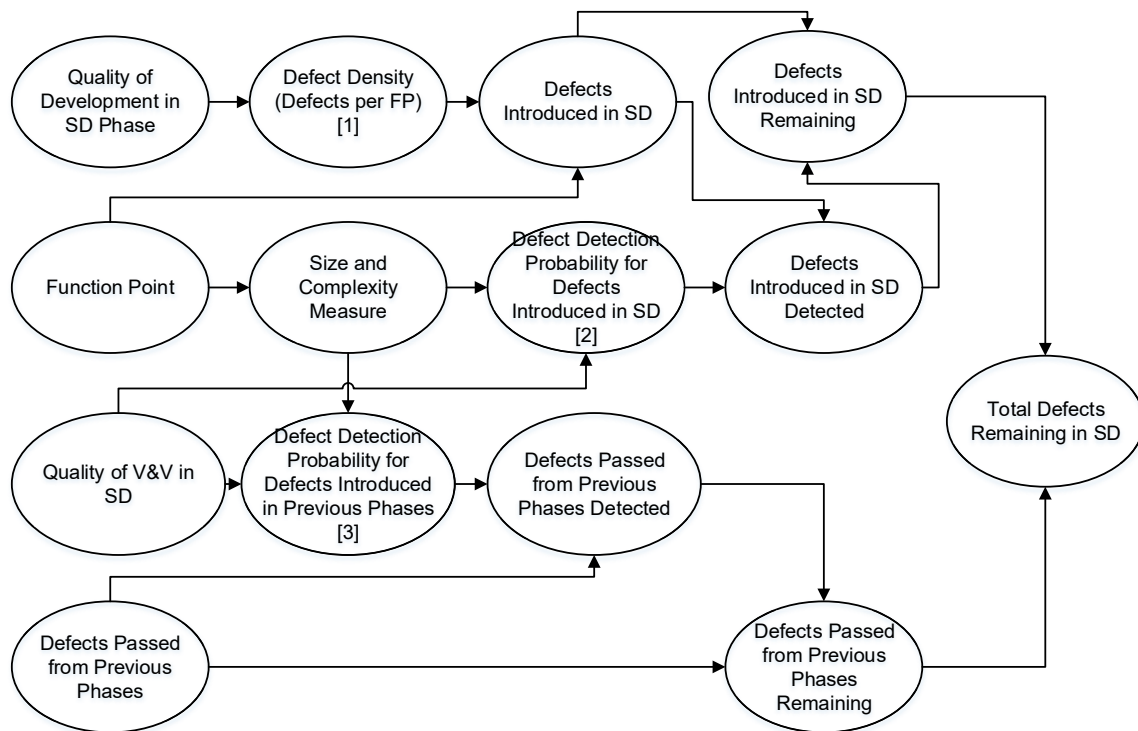 Quality of
Development in
SD Phase
Defect Density
(Defects per FP)
[1]
Defects
Introduced in SD
Defects
Introduced in SD
Remaining
Function Point
Size and
Complexity
Measure
Defect Detection
Probability for
Defects
Introduced in SD
[2]
Defects
Introduced in SD
Detected
Total Defects
Remaining in SD
Quality of V&V in
SD
Defect Detection
Probability for
Defects Introduced
in Previous Phases
[3]
Defects Passed
from Previous
Phases Detected
Defects Passed
from Previous
Phases
Defects Passed
from Previous
Phases
Remaining